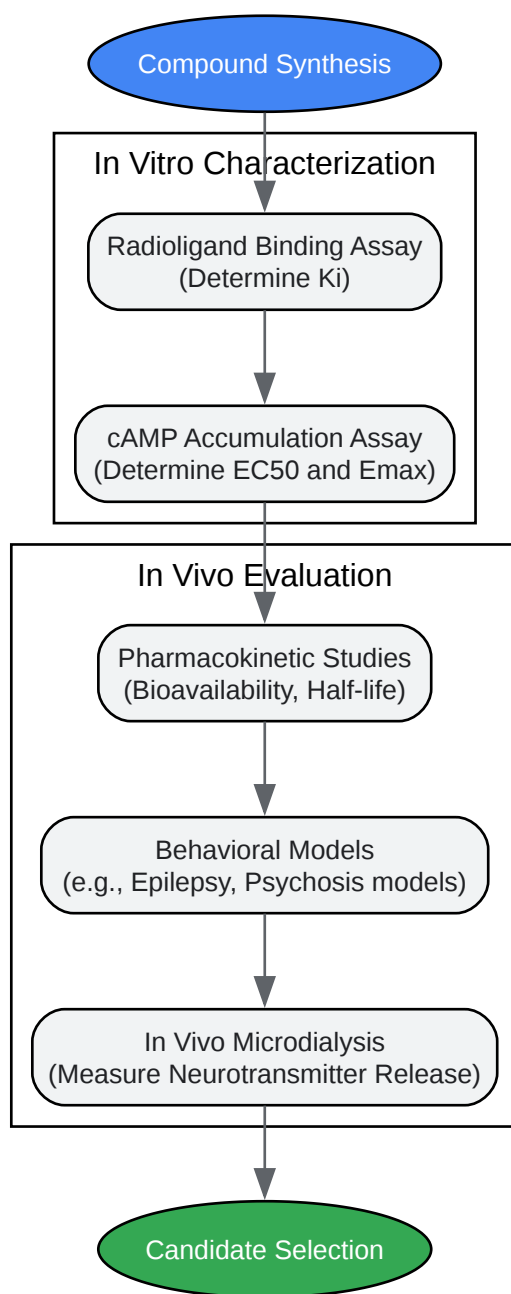 Compound Synthesis
In Vitro Characterization
Radioligand Binding Assay
(Determine Ki)
cAMP Accumulation Assay
(Determine EC50 and Emax)
In Vivo Evaluation
Pharmacokinetic Studies
(Bioavailability, Half-life)
Behavioral Models
(e.g., Epilepsy, Psychosis models)
In Vivo Microdialysis
(Measure Neurotransmitter Release)
Candidate Selection